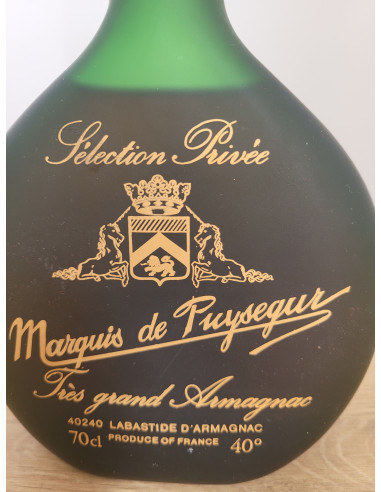 Sélection Privée
Marquis de Puysegur
Très grand Armagnac
40240 LABASTIDE D'ARMAGNAC
70cl PRODUCE OF FRANCE 40°